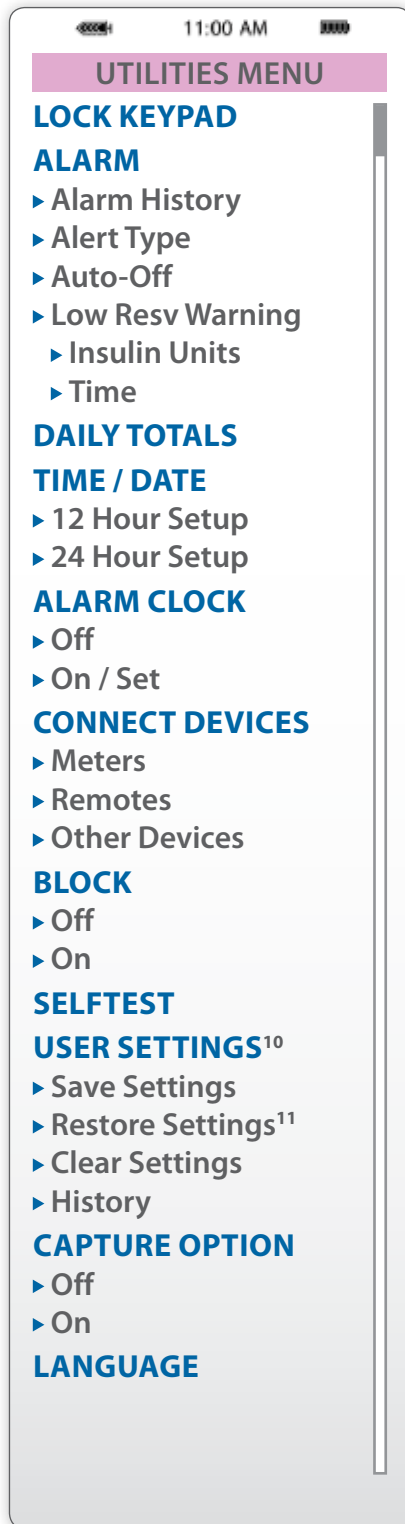 11:00 AM
UTILITIES MENU
LOCK KEYPAD
ALARM
▸ Alarm History
▸ Alert Type
▸ Auto-Off
▸ Low Resv Warning
▸ Insulin Units
▸ Time
DAILY TOTALS
TIME / DATE
▸ 12 Hour Setup
▸ 24 Hour Setup
ALARM CLOCK
▸ Off
▸ On / Set
CONNECT DEVICES
▸ Meters
▸ Remotes
▸ Other Devices
BLOCK
▸ Off
▸ On
SELFTEST
USER SETTINGS¹⁰
▸ Save Settings
▸ Restore Settings¹¹
▸ Clear Settings
▸ History
CAPTURE OPTION
▸ Off
▸ On
LANGUAGE